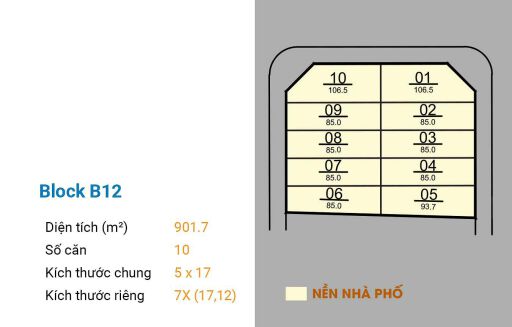 10 01
106.5 106.5
09 02
85.0 85.0
08 03
85.0 85.0
07 04
85.0 85.0
06 05
85.0 93.7
Block B12
Diện tích (m²) 901.7
Số căn 10
Kích thước chung 5 x 17
Kích thước riêng 7X (17,12)
NỀN NHÀ PHỐ